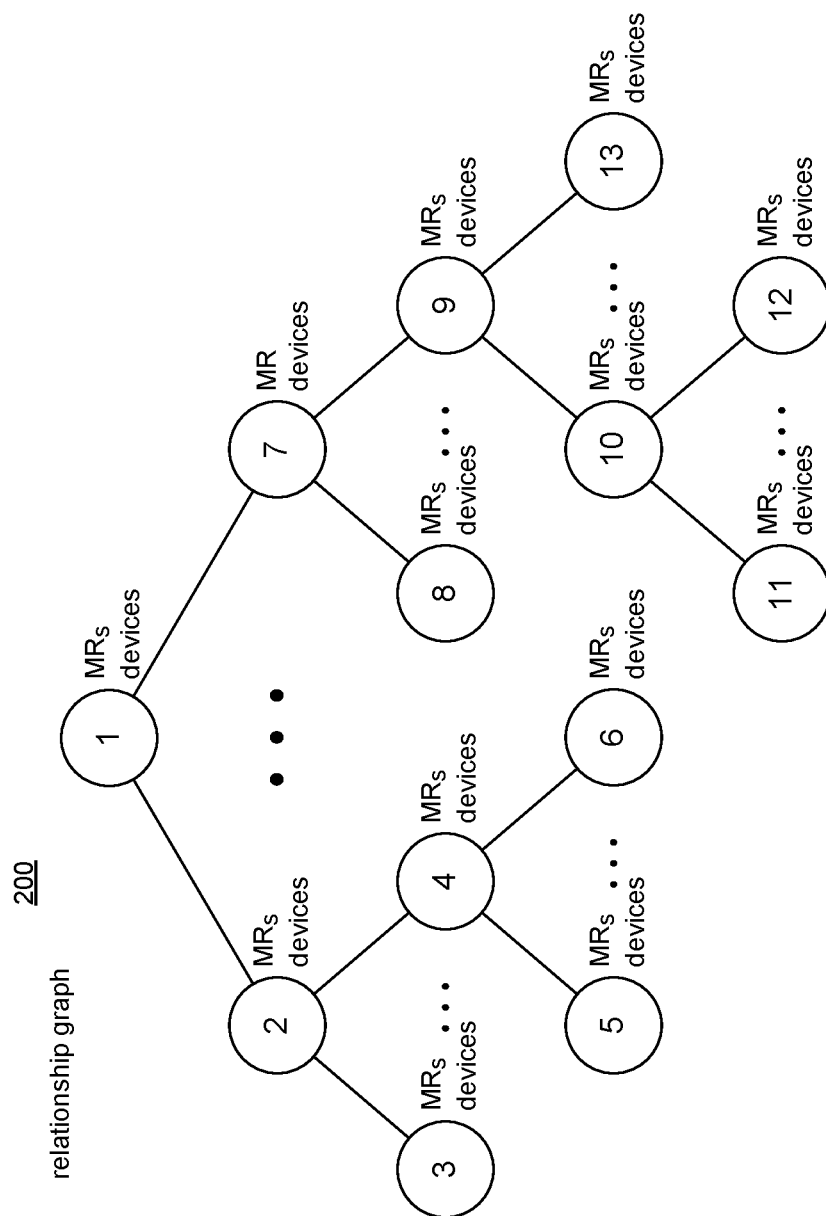 200
relationship graph
MRs
devices
1
MRs
devices
2
MR
devices
7
MRs
devices
3
MRs
devices
4
MRs
devices
8
MRs
devices
9
MRs
devices
5
MRs
devices
6
MRs
devices
10
MRs
devices
13
MRs
devices
11
MRs
devices
12